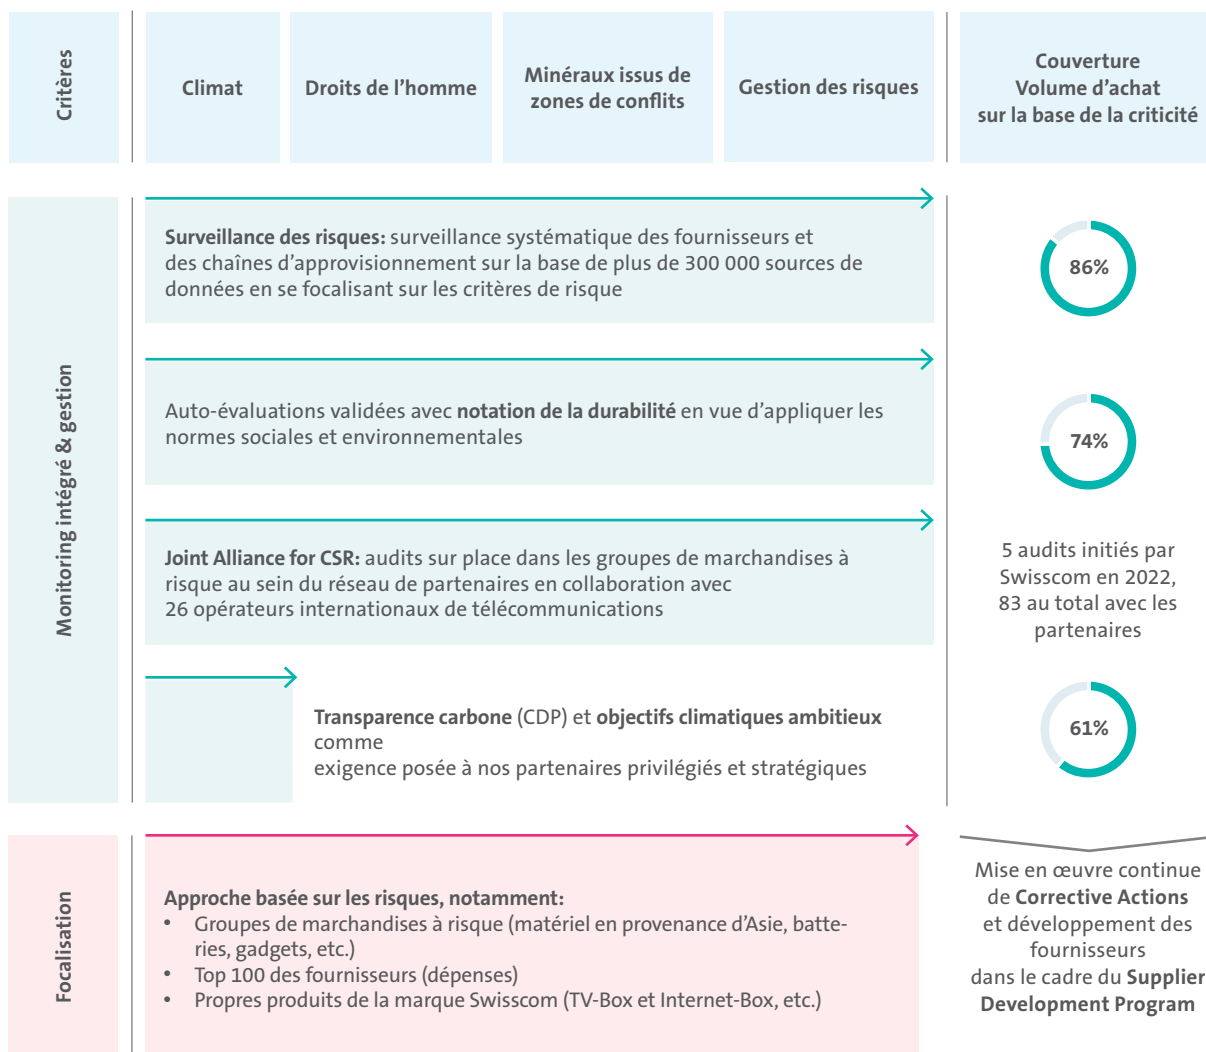 Critères
Climat
Droits de l'homme
Minéraux issus de
zones de conflits
Gestion des risques
Couverture
Volume d'achat
sur la base de la criticité
Monitoring intégré & gestion
Surveillance des risques: surveillance systématique des fournisseurs et
des chaînes d'approvisionnement sur la base de plus de 300 000 sources de
données en se focalisant sur les critères de risque
86%
Auto-évaluations validées avec notation de la durabilité en vue d'appliquer les
normes sociales et environnementales
74%
Joint Alliance for CSR: audits sur place dans les groupes de marchandises à
risque au sein du réseau de partenaires en collaboration avec
26 opérateurs internationaux de télécommunications
5 audits initiés par
Swisscom en 2022,
83 au total avec les
partenaires
Transparence carbone (CDP) et objectifs climatiques ambitieux
comme
exigence posée à nos partenaires privilégiés et stratégiques
61%
Focalisation
Approche basée sur les risques, notamment:
• Groupes de marchandises à risque (matériel en provenance d'Asie, batte-
ries, gadgets, etc.)
• Top 100 des fournisseurs (dépenses)
• Propres produits de la marque Swisscom (TV-Box et Internet-Box, etc.)
Mise en œuvre continue
de Corrective Actions
et développement des
fournisseurs
dans le cadre du Supplier
Development Program